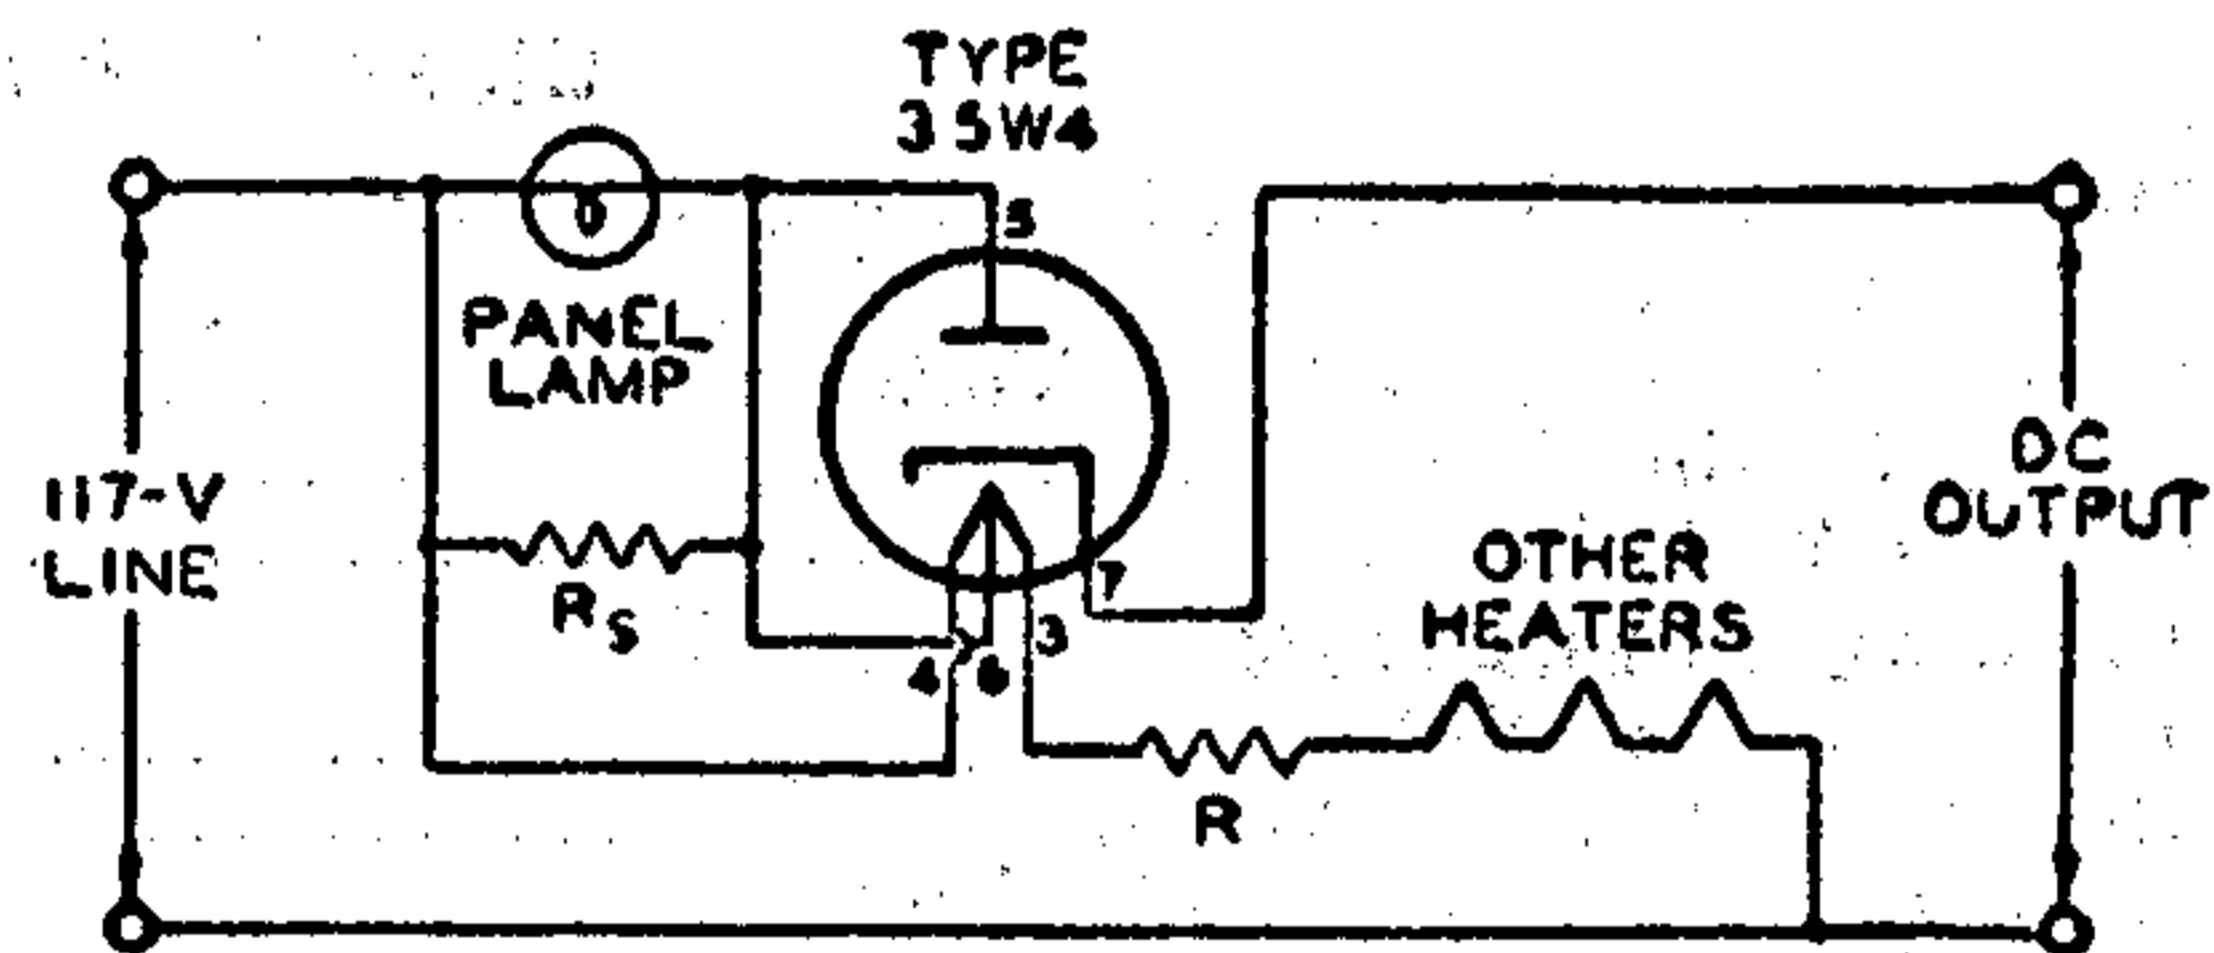 TYPE
35W4
5
PANEL
LAMP
117-V
LINE
DC
OUTPUT
OTHER
HEATERS
7
RS
3
4 6
R